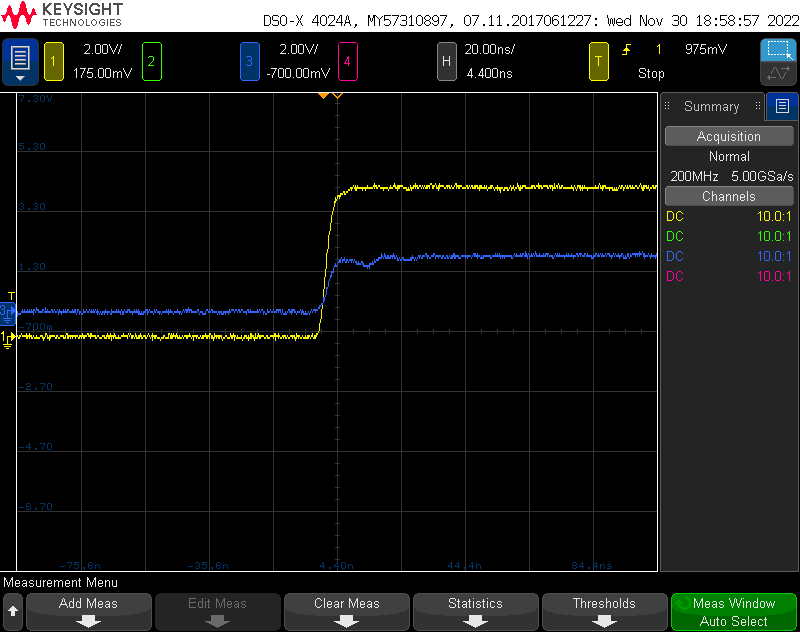 KEYSIGHT
TECHNOLOGIES
DSO-X 4024A, MY57310897, 07.11.2017061227: Wed Nov 30 18:58:57 2022
1
2.00V/
175.00mV
2
3
2.00V/
-700.00mV
4
H
20.00ns/
4.400ns
T
1
975mV
Stop
Summary
Acquisition
Normal
200MHz 5.00GSa/s
Channels
DC 10.0:1
DC 10.0:1
DC 10.0:1
DC 10.0:1
7.30V
5.30
3.30
1.30
T
3
-700m
1
-2.70
-4.70
-6.70
-75.6n
-35.6n
4.40n
44.4n
84.4ns
Measurement Menu
Add Meas
Edit Meas
Clear Meas
Statistics
Thresholds
Meas Window
Auto Select